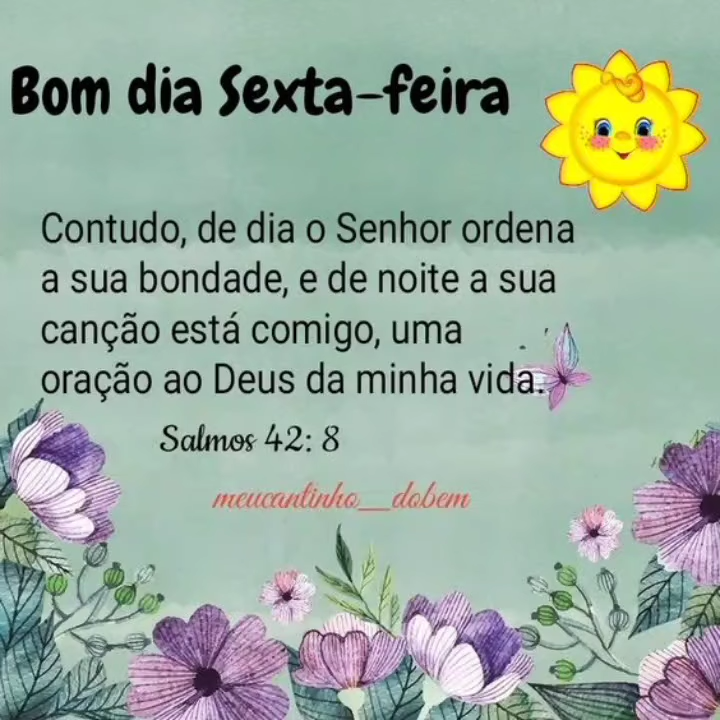 Bom dia Sexta-feira
Contudo, de dia o Senhor ordena
a sua bondade, e de noite a sua
canção está comigo, uma
oração ao Deus da minha vida.
Salmos 42: 8
meucantinho__dobem